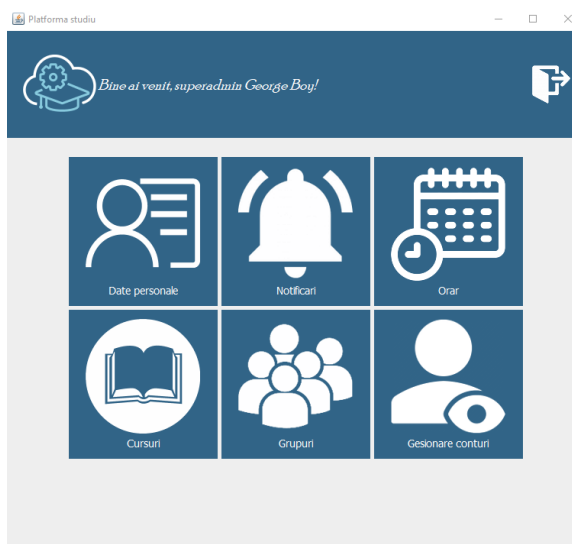 Platforma studiu
Bine ai venit, superadmin George Boy!
Date personale
Notificari
Orar
Cursuri
Grupuri
Gesionare conturi